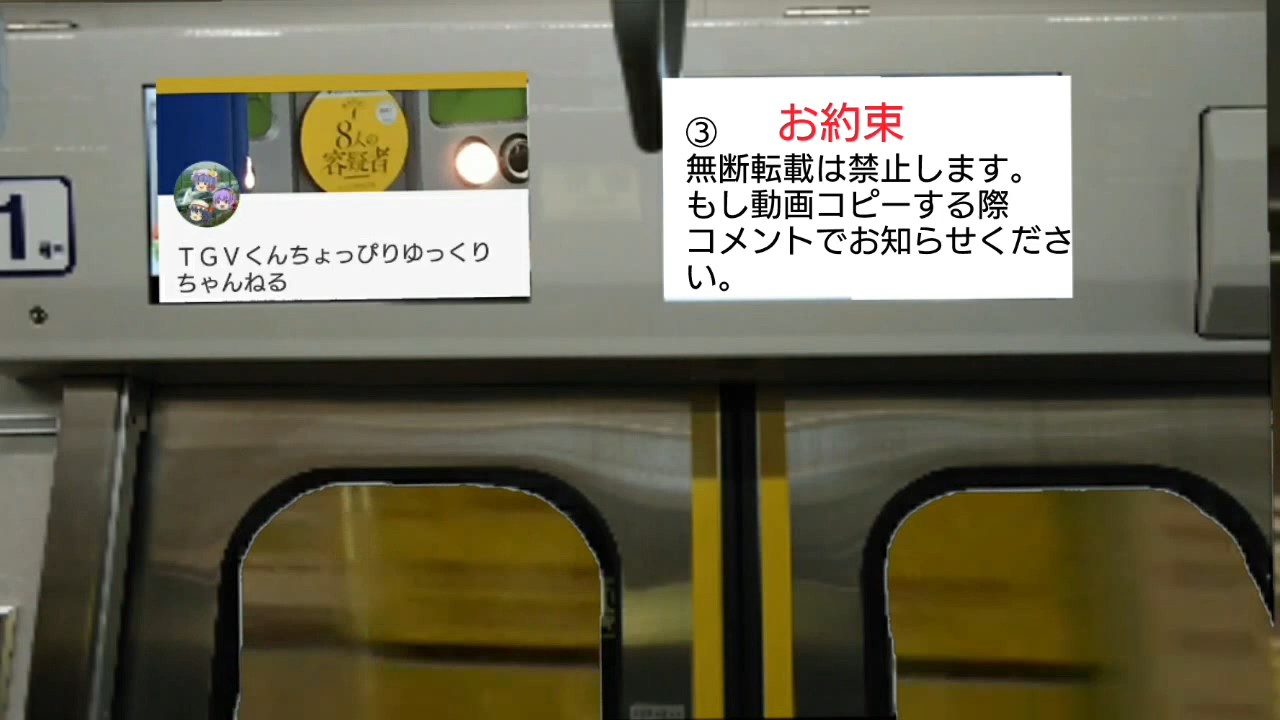 1
8人の
容疑者
TGVくんちょっぴりゆっくり
ちゃんねる
③ お約束
無断転載は禁止します。
もし動画コピーする際
コメントでお知らせくださ
い。